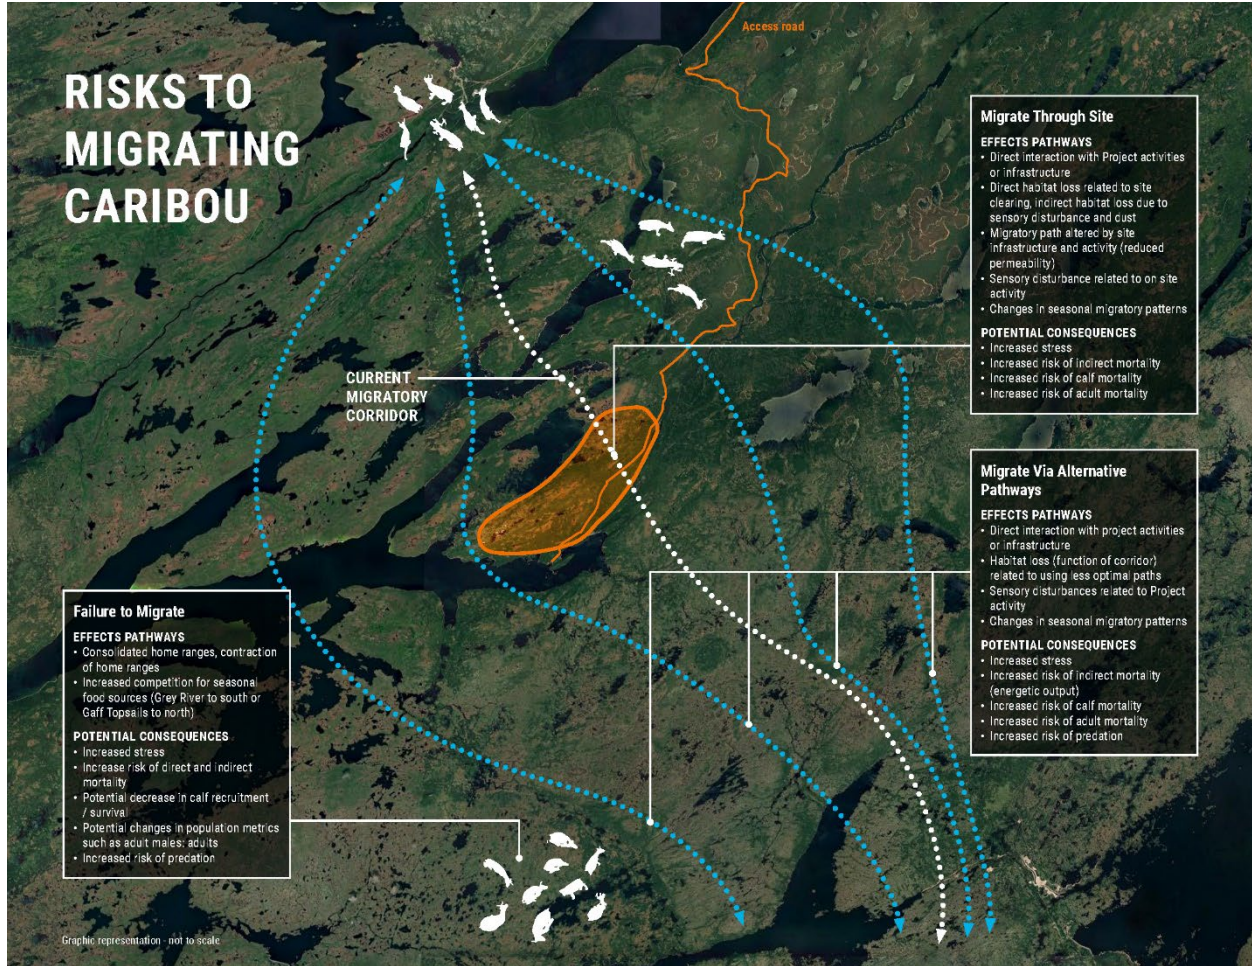 Access road
RISKS TO
MIGRATING
CARIBOU
Migrate Through Site
EFFECTS PATHWAYS
• Direct interaction with Project activities
or infrastructure
• Direct habitat loss related to site
clearing, indirect habitat loss due to
sensory disturbance and dust
• Migratory path altered by site
infrastructure and activity (reduced
permeability)
• Sensory disturbance related to on site
activity
• Changes in seasonal migratory patterns
POTENTIAL CONSEQUENCES
• Increased stress
• Increased risk of indirect mortality
• Increased risk of calf mortality
• Increased risk of adult mortality
CURRENT
MIGRATORY
CORRIDOR
Migrate Via Alternative
Pathways
EFFECTS PATHWAYS
• Direct interaction with project activities
or infrastructure
• Habitat loss (function of corridor)
related to using less optimal paths
• Sensory disturbances related to Project
activity
• Changes in seasonal migratory patterns
POTENTIAL CONSEQUENCES
• Increased stress
• Increased risk of indirect mortality
(energetic output)
• Increased risk of calf mortality
• Increased risk of adult mortality
• Increased risk of predation
Failure to Migrate
EFFECTS PATHWAYS
• Consolidated home ranges, contraction
of home ranges
• Increased competition for seasonal
food sources (Grey River to south or
Gaff Topsails to north)
POTENTIAL CONSEQUENCES
• Increased stress
• Increase risk of direct and indirect
mortality
• Potential decrease in calf recruitment
/ survival
• Potential changes in population metrics
such as adult males: adults
• Increased risk of predation
Graphic representation - not to scale